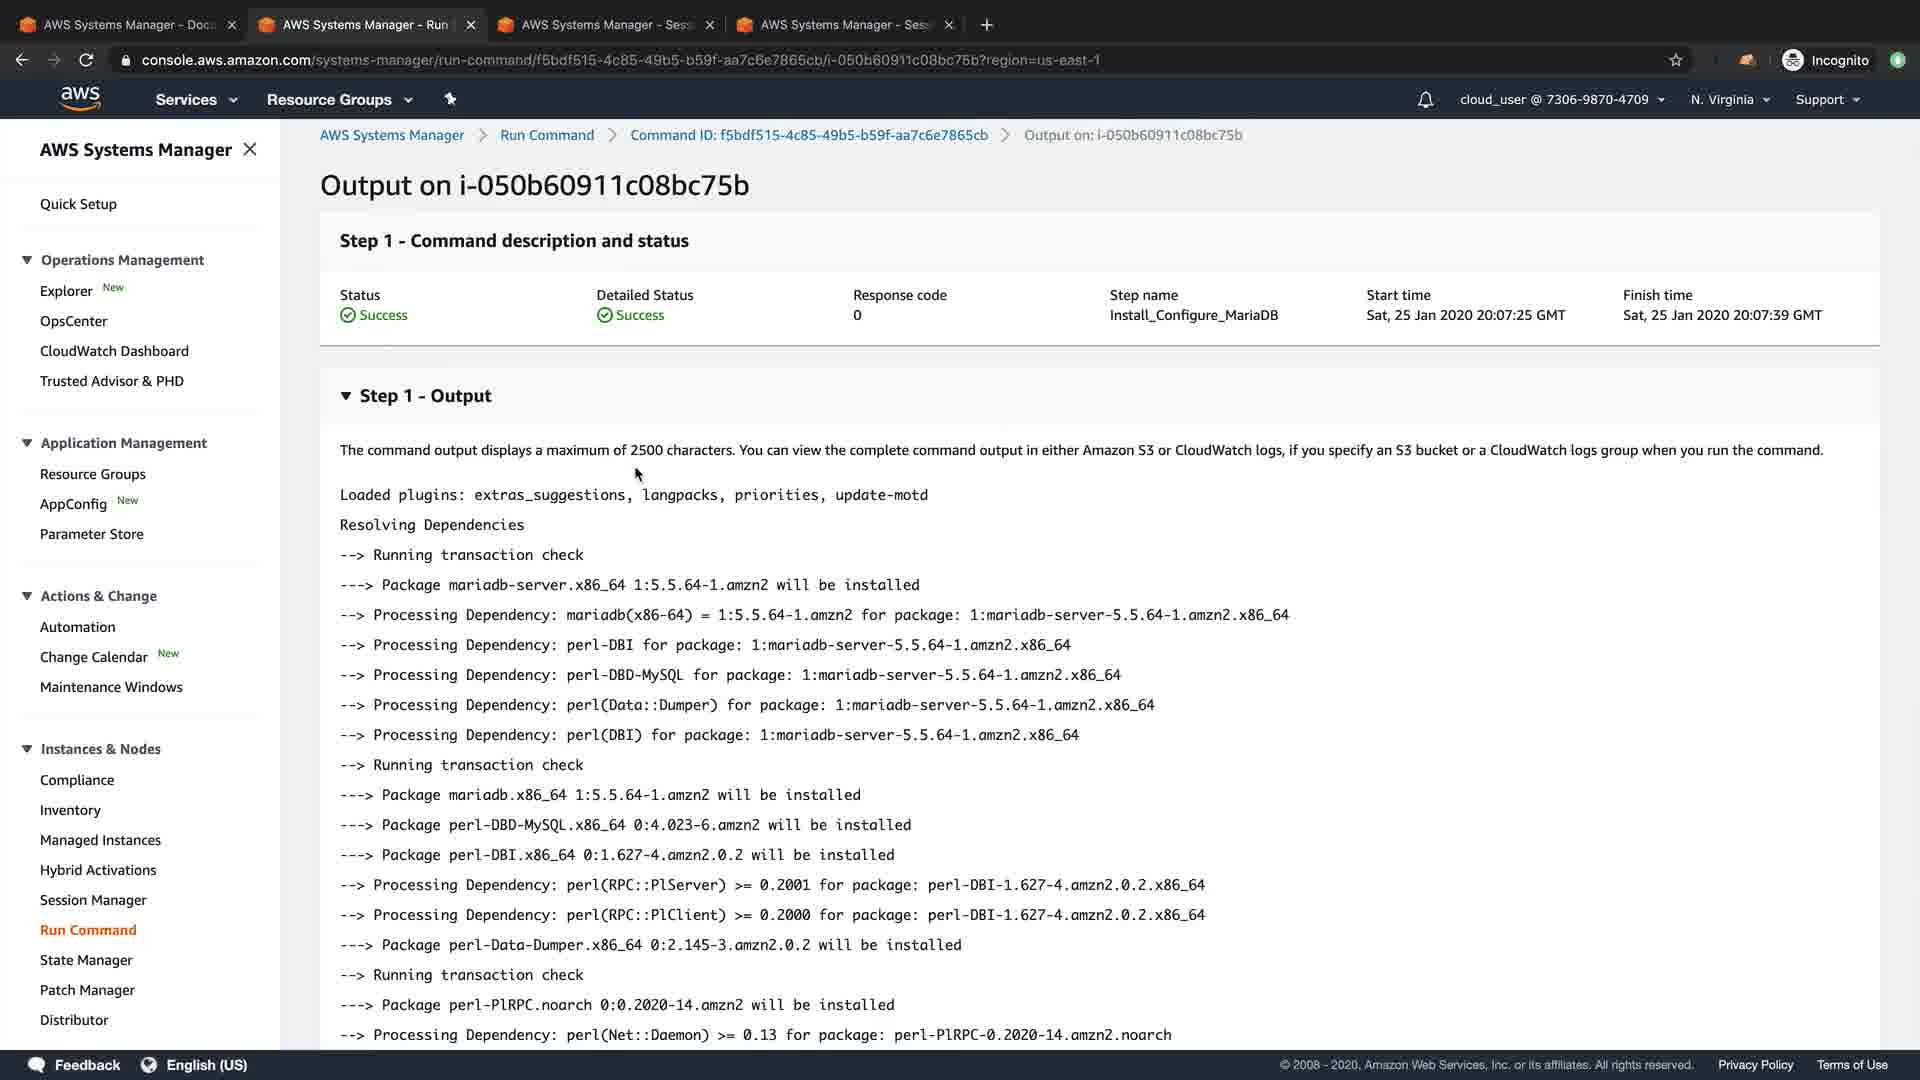 AWS Systems Manager - Docu
AWS Systems Manager - Run
AWS Systems Manager - Sess
AWS Systems Manager - Sess
console.aws.amazon.com/systems-manager/run-command/f5bdf515-4c85-49b5-b59f-aa7c6e7865cb/i-050b60911c08bc75b?region=us-east-1
Incognito
aws
Services
Resource Groups
cloud_user @ 7306-9870-4709
N. Virginia
Support
AWS Systems Manager
Quick Setup
Operations Management
Explorer New
OpsCenter
CloudWatch Dashboard
Trusted Advisor & PHD
Application Management
Resource Groups
AppConfig New
Parameter Store
Actions & Change
Automation
Change Calendar New
Maintenance Windows
Instances & Nodes
Compliance
Inventory
Managed Instances
Hybrid Activations
Session Manager
Run Command
State Manager
Patch Manager
Distributor
AWS Systems Manager > Run Command > Command ID: f5bdf515-4c85-49b5-b59f-aa7c6e7865cb > Output on: i-050b60911c08bc75b
Output on i-050b60911c08bc75b
Step 1 - Command description and status
Status
Success
Detailed Status
Success
Response code
0
Step name
Install_Configure_MariaDB
Start time
Sat, 25 Jan 2020 20:07:25 GMT
Finish time
Sat, 25 Jan 2020 20:07:39 GMT
Step 1 - Output
The command output displays a maximum of 2500 characters. You can view the complete command output in either Amazon S3 or CloudWatch logs, if you specify an S3 bucket or a CloudWatch logs group when you run the command.
Loaded plugins: extras_suggestions, langpacks, priorities, update-motd
Resolving Dependencies
--> Running transaction check
---> Package mariadb-server.x86_64 1:5.5.64-1.amzn2 will be installed
--> Processing Dependency: mariadb(x86-64) = 1:5.5.64-1.amzn2 for package: 1:mariadb-server-5.5.64-1.amzn2.x86_64
--> Processing Dependency: perl-DBI for package: 1:mariadb-server-5.5.64-1.amzn2.x86_64
--> Processing Dependency: perl-DBD-MySQL for package: 1:mariadb-server-5.5.64-1.amzn2.x86_64
--> Processing Dependency: perl(Data::Dumper) for package: 1:mariadb-server-5.5.64-1.amzn2.x86_64
--> Processing Dependency: perl(DBI) for package: 1:mariadb-server-5.5.64-1.amzn2.x86_64
--> Running transaction check
---> Package mariadb.x86_64 1:5.5.64-1.amzn2 will be installed
---> Package perl-DBD-MySQL.x86_64 0:4.023-6.amzn2 will be installed
---> Package perl-DBI.x86_64 0:1.627-4.amzn2.0.2 will be installed
--> Processing Dependency: perl(RPC::PlServer) >= 0.2001 for package: perl-DBI-1.627-4.amzn2.0.2.x86_64
--> Processing Dependency: perl(RPC::PlClient) >= 0.2000 for package: perl-DBI-1.627-4.amzn2.0.2.x86_64
---> Package perl-Data-Dumper.x86_64 0:2.145-3.amzn2.0.2 will be installed
--> Running transaction check
---> Package perl-PlRPC.noarch 0:0.2020-14.amzn2 will be installed
--> Processing Dependency: perl(Net::Daemon) >= 0.13 for package: perl-PlRPC-0.2020-14.amzn2.noarch
Feedback
English (US)
© 2008 - 2020, Amazon Web Services, Inc. or its affiliates. All rights reserved.
Privacy Policy
Terms of Use